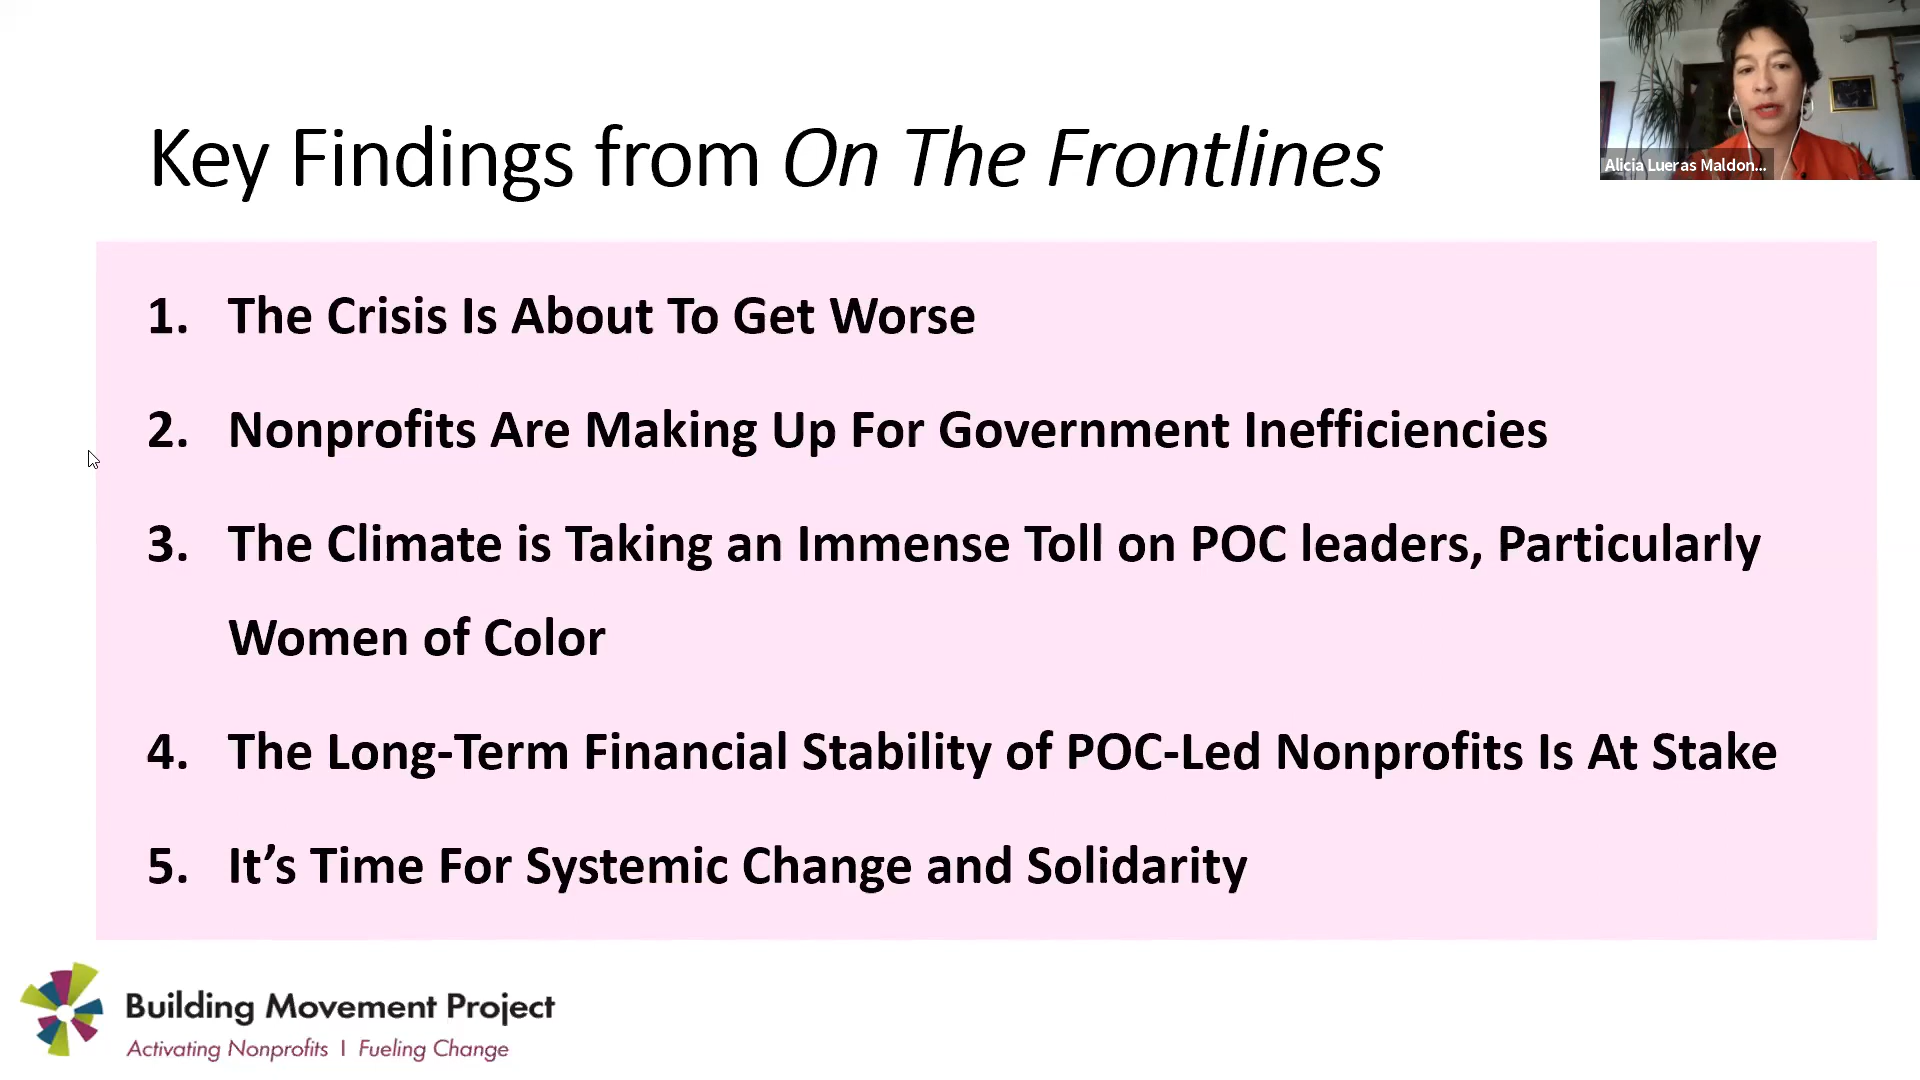 Key Findings from On The Frontlines
Alicia Lueras Maldon...
1. The Crisis Is About To Get Worse
2. Nonprofits Are Making Up For Government Inefficiencies
3. The Climate is Taking an Immense Toll on POC leaders, Particularly
Women of Color
4. The Long-Term Financial Stability of POC-Led Nonprofits Is At Stake
5. It’s Time For Systemic Change and Solidarity
Building Movement Project
Activating Nonprofits | Fueling Change